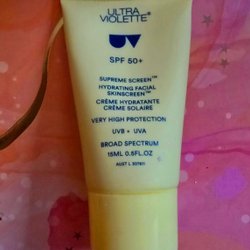 ULTRA
VIOLETTE®
UV
SPF 50+
SUPREME SCREEN™
HYDRATING FACIAL
SKINSCREEN™
CRÈME HYDRATANTE
CRÈME SOLAIRE
VERY HIGH PROTECTION
UVB + UVA
BROAD SPECTRUM
15ML 0.5FL.OZ
AUST L